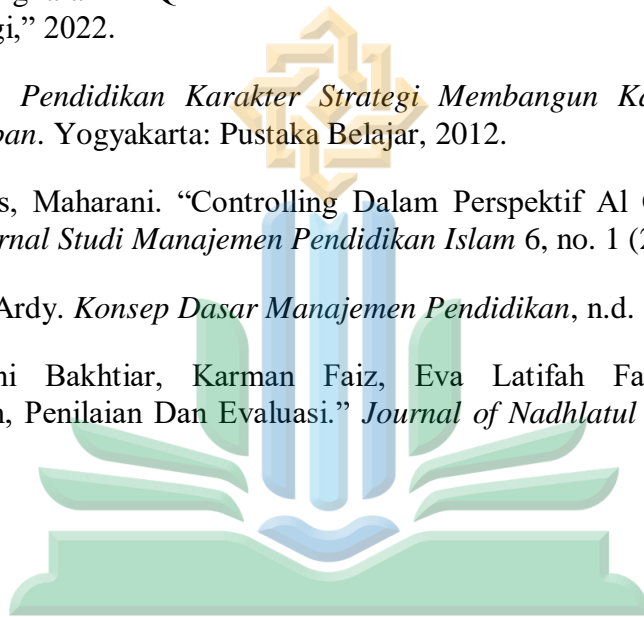 gi,” 2022.
Pendidikan Karakter Strategi Membangun Ka
ban. Yogyakarta: Pustaka Belajar, 2012.
s, Maharani. “Controlling Dalam Perspektif Al
rnal Studi Manajemen Pendidikan Islam 6, no. 1 (2
Ardy. Konsep Dasar Manajemen Pendidikan, n.d.
ni Bakhtiar, Karman Faiz, Eva Latifah Fa
n, Penilaian Dan Evaluasi.” Journal of Nadhlatul